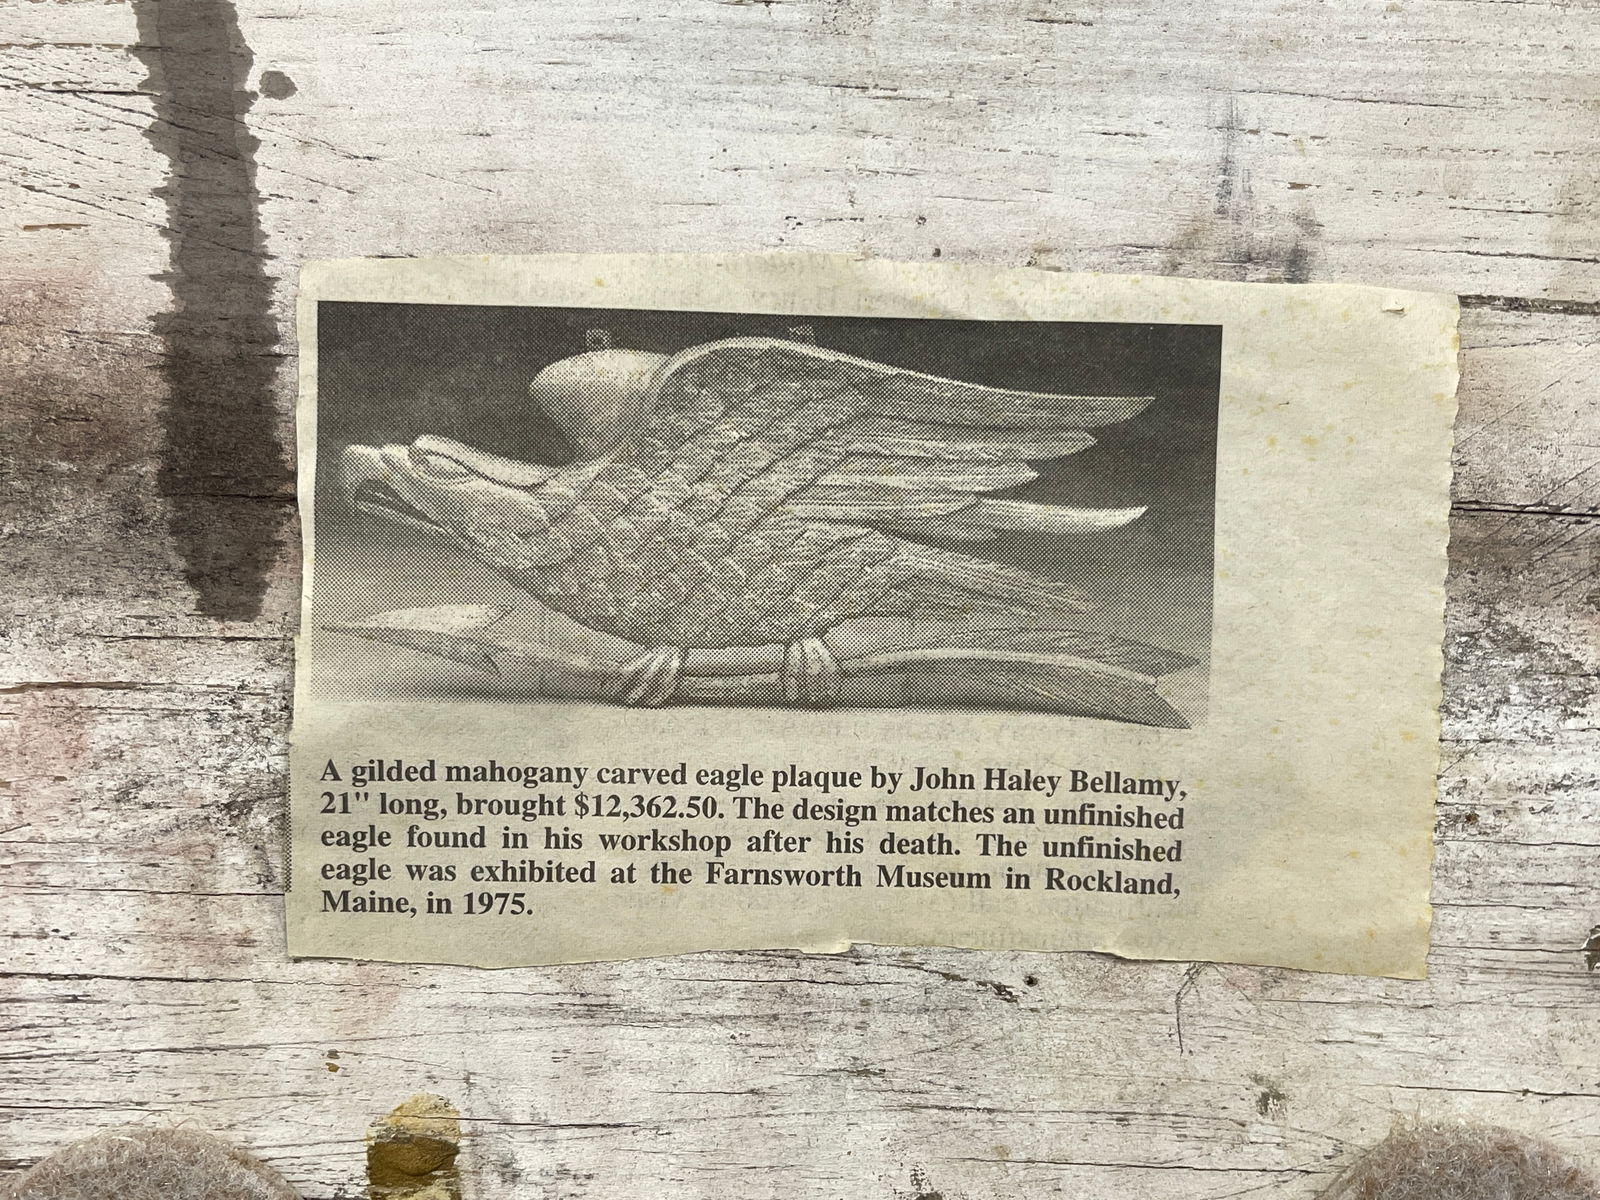 A gilded mahogany carved eagle plaque by John Haley Bellamy,
21" long, brought $12,362.50. The design matches an unfinished
eagle found in his workshop after his death. The unfinished
eagle was exhibited at the Farnsworth Museum in Rockland,
Maine, in 1975.